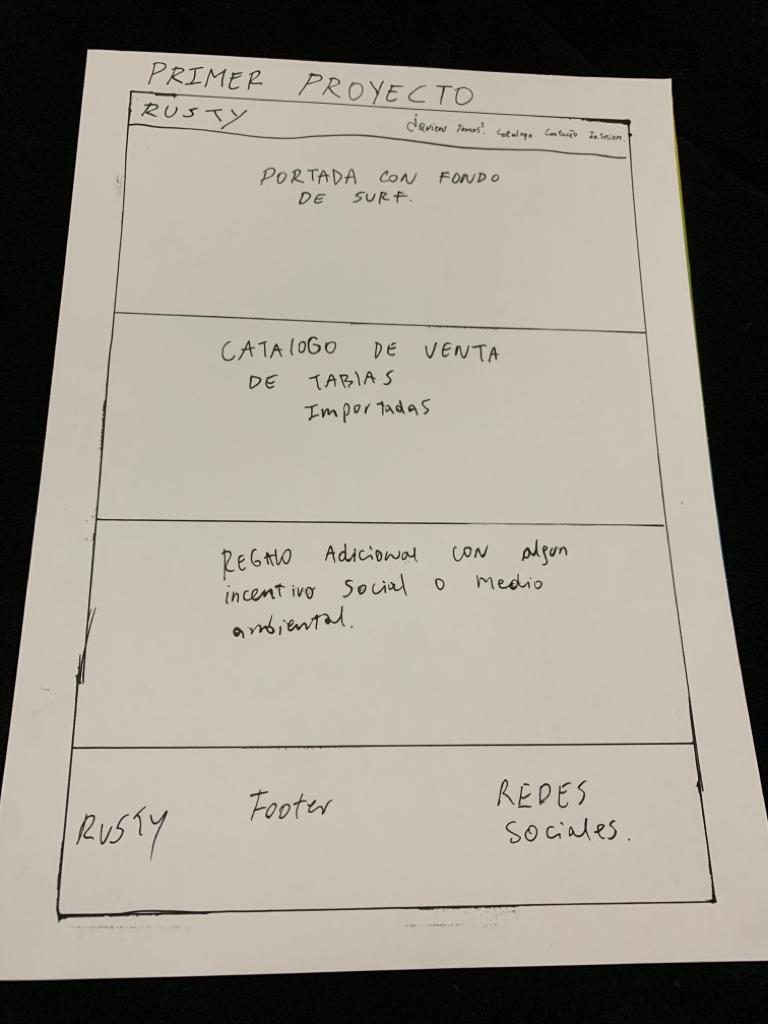 PRIMER PROYECTO
RUSTY
¿Quiens somos? Catalogo Contacto In. Sesion.
PORTADA CON FONDO
DE SURF.
CATALOGO DE VENTA
DE TABLAS
Importadas
REGALO Adicional CON algun
incentivo Social o medio
ambiental.
RUSTY
Footer
REDES
Sociales.